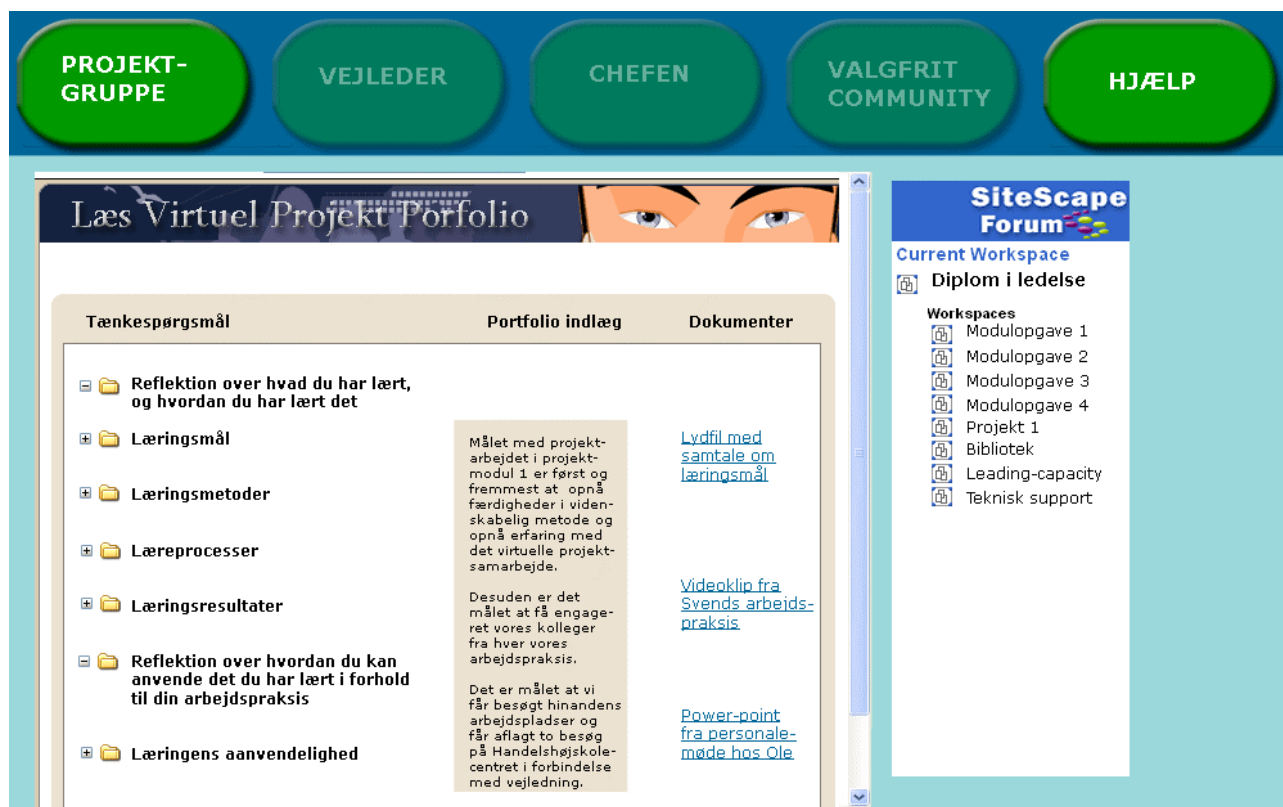 PROJEKT-
GRUPPE
VEJLEDER
CHEFEN
VALGFRIT
COMMUNITY
HJÆLP
Læs Virtuel Projekt Porfolio
Tænkespørgsmål
Portfolio indlæg
Dokumenter
Reflektion over hvad du har lært,
og hvordan du har lært det
Læringsmål
Læringsmetoder
Læreprocesser
Læringsresultater
Reflektion over hvordan du kan
anvende det du har lært i forhold
til din arbejdspraksis
Læringens aanvendelighed
Målet med projekt-
arbejdet i projekt-
modul 1 er først og
fremmest at opnå
færdigheder i viden-
skabelig metode og
opnå erfaring med
det virtuelle projekt-
samarbejde.
Desuden er det
målet at få engage-
ret vores kolleger
fra hver vores
arbejdspraksis.
Det er målet at vi
får besøgt hinandens
arbejdspladser og
får aflagt to besøg
på Handelshøjskole-
centret i forbindelse
med vejledning.
Lydfil med
samtale om
læringsmål
Videoklip fra
Svends arbejds-
praksis
Power-point
fra personale-
møde hos Ole
SiteScape
Forum
Current Workspace
Diplom i ledelse
Workspaces
Modulopgave 1
Modulopgave 2
Modulopgave 3
Modulopgave 4
Projekt 1
Bibliotek
Leading-capacity
Teknisk support